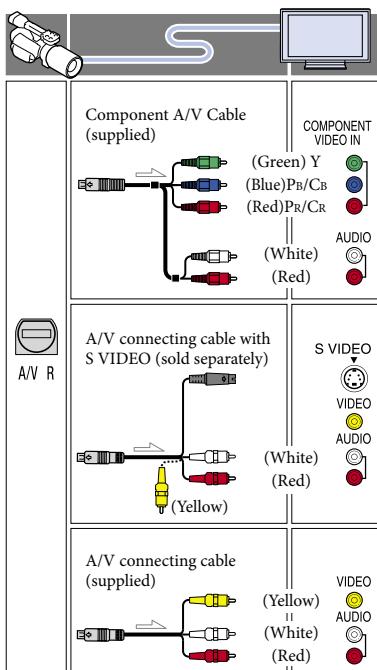 Component A/V Cable
(supplied)
COMPONENT
VIDEO IN
(Green) Y
(Blue)PB/CB
(Red)PR/CR
AUDIO
(White)
(Red)
A/V R
A/V connecting cable with
S VIDEO (sold separately)
S VIDEO
VIDEO
AUDIO
(White)
(Red)
(Yellow)
A/V connecting cable
(supplied)
VIDEO
(Yellow)
AUDIO
(White)
(Red)